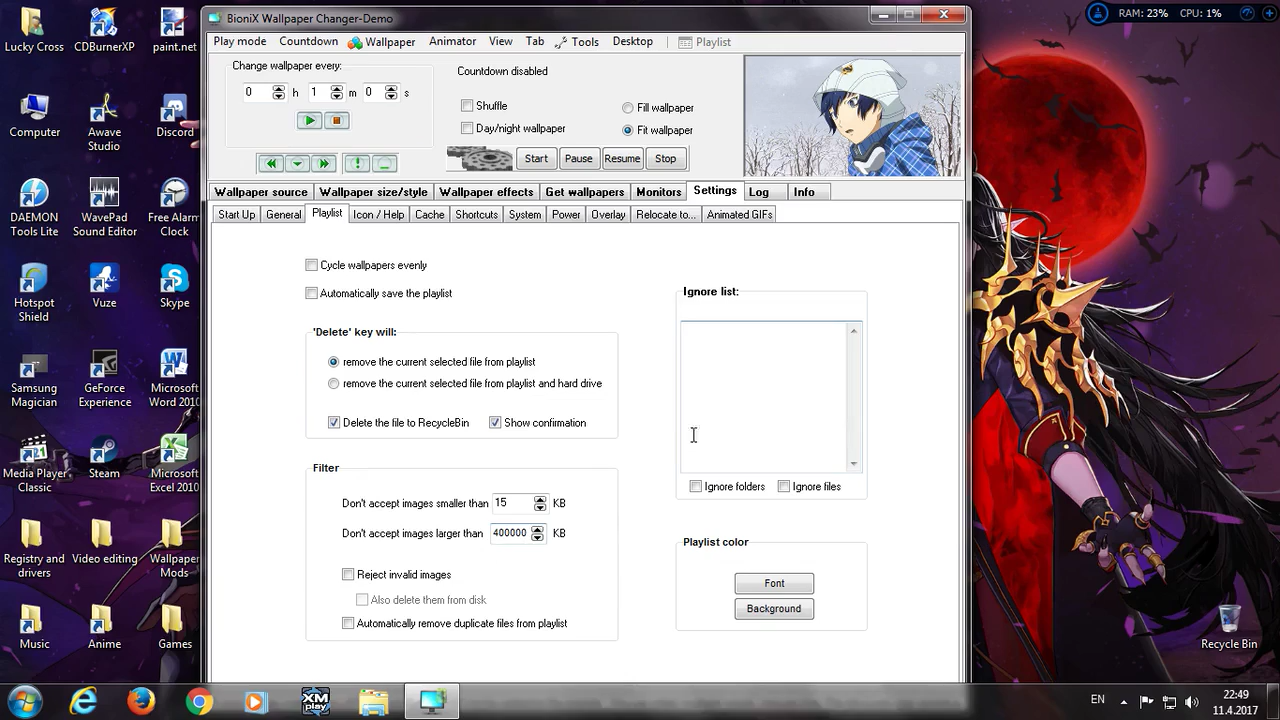 BioniX Wallpaper Changer-Demo
Play mode Countdown Wallpaper Animator View Tab Tools Desktop Playlist
Change wallpaper every:
0 h 1 m 0 s
Countdown disabled
Shuffle
Day/night wallpaper
Fill wallpaper
Fit wallpaper
Start Pause Resume Stop
Wallpaper source Wallpaper size/style Wallpaper effects Get wallpapers Monitors Settings Log Info
Start Up General Playlist Icon / Help Cache Shortcuts System Power Overlay Relocate to... Animated GIFs
Cycle wallpapers evenly
Automatically save the playlist
'Delete' key will:
remove the current selected file from playlist
remove the current selected file from playlist and hard drive
Delete the file to RecycleBin Show confirmation
Filter
Don't accept images smaller than 15 KB
Don't accept images larger than 400000 KB
Reject invalid images
Also delete them from disk
Automatically remove duplicate files from playlist
Ignore list:
Ignore folders Ignore files
Playlist color
Font
Background
RAM: 23% CPU: 1%
Lucky Cross
CDBurnerXP
paint.net
Computer
Awave
Studio
Discord
DAEMON
Tools Lite
WavePad
Sound Editor
Free Alarm
Clock
Hotspot
Shield
Vuze
Skype
Samsung
Magician
GeForce
Experience
Microsoft
Word 2010
Media Player
Classic
Steam
Microsoft
Excel 2010
Registry and
drivers
Video editing
Wallpaper
Mods
Music
Anime
Games
Recycle Bin
XM
play
EN
22:49
11.4.2017